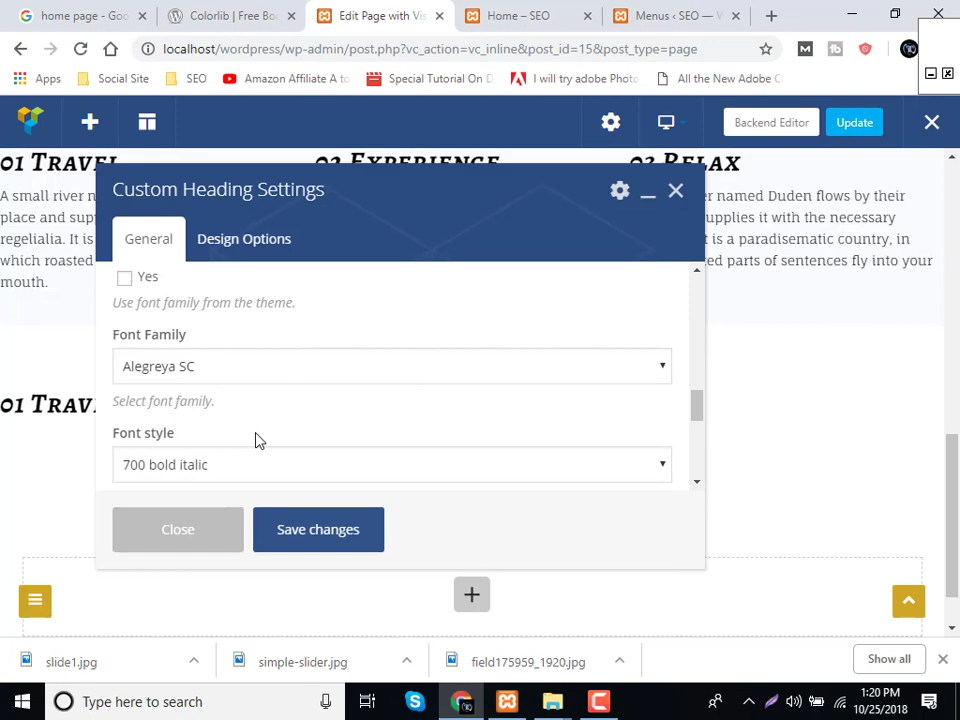 home page - Goo
Colorlib | Free Boo
Edit Page with Vis
Home – SEO
Menus ‹ SEO — W
localhost/wordpress/wp-admin/post.php?vc_action=vc_inline&post_id=15&post_type=page
Apps
Social Site
SEO
Amazon Affiliate A to
Special Tutorial On D
I will try adobe Photo
All the New Adobe C
Backend Editor
Update
01 Travel
02 Experience
03 Relax
A small river n
place and supp
regelialia. It is
which roasted
mouth.
er named Duden flows by their
supplies it with the necessary
t is a paradisematic country, in
ted parts of sentences fly into your
Custom Heading Settings
General
Design Options
Yes
Use font family from the theme.
Font Family
Alegreya SC
Select font family.
Font style
700 bold italic
Close
Save changes
01 Trav
slide1.jpg
simple-slider.jpg
field175959_1920.jpg
Show all
Type here to search
1:20 PM
10/25/2018